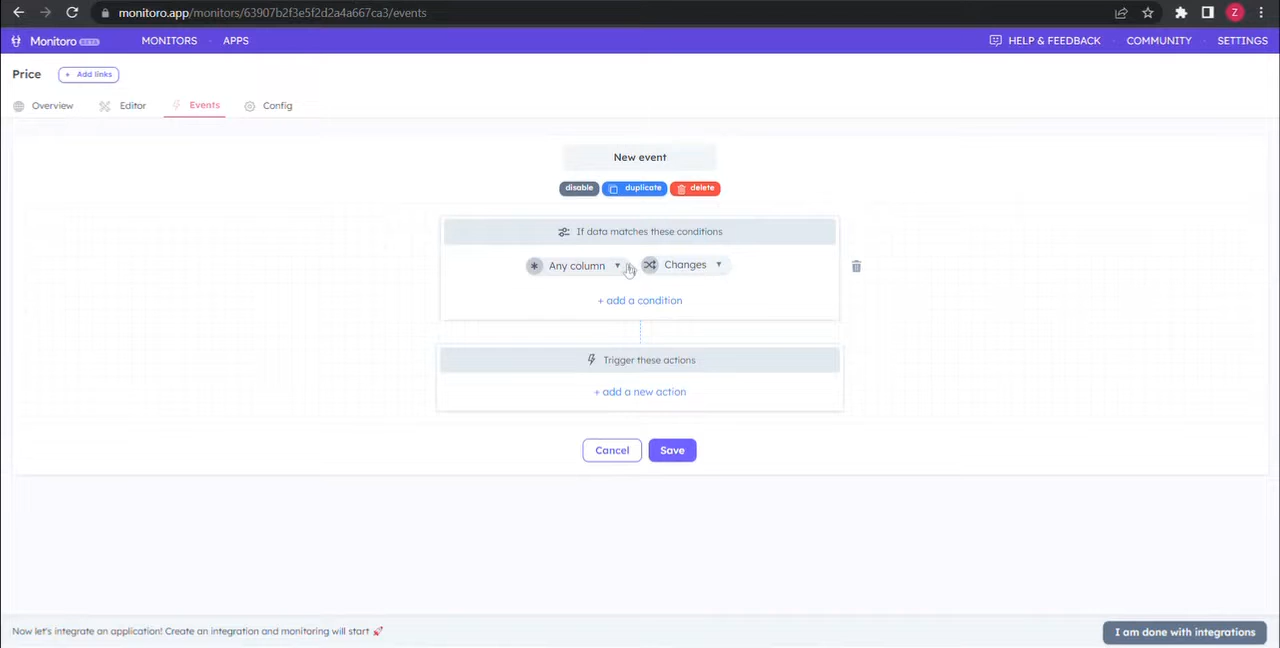 monitoro.app/monitors/63907b2f3e5f2d2a4a667ca3/events
Z
Monitoro BETA
MONITORS · APPS
HELP & FEEDBACK · COMMUNITY · SETTINGS
Price
+ Add links
Overview
Editor
Events
Config
New event
disable
duplicate
delete
If data matches these conditions
Any column
Changes
+ add a condition
Trigger these actions
+ add a new action
Cancel
Save
Now let's integrate an application! Create an integration and monitoring will start 🚀
I am done with integrations